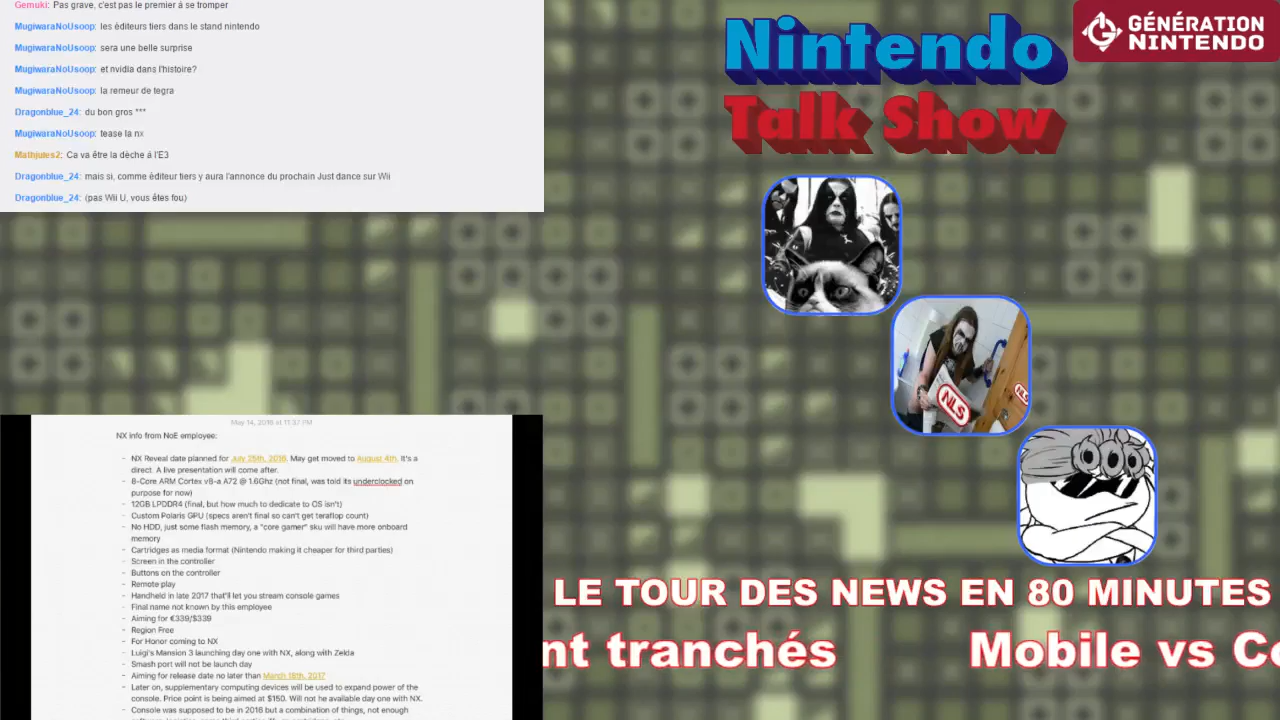 Gemuki: Pas grave, c'est pas le premier à se tromper
MugiwaraNoUsoop: les éditeurs tiers dans le stand nintendo
MugiwaraNoUsoop: sera une belle surprise
MugiwaraNoUsoop: et nvidia dans l'histoire?
MugiwaraNoUsoop: la remeur de tegra
Dragonblue_24: du bon gros ***
MugiwaraNoUsoop: tease la nx
Mathjules2: Ca va être la dèche à l'E3
Dragonblue_24: mais si, comme éditeur tiers y aura l'annonce du prochain Just dance sur Wii
Dragonblue_24: (pas Wii U, vous êtes fou)
Nintendo
Talk Show
GÉNÉRATION
NINTENDO
NLS
NLS
May 14, 2016 at 11:37 PM
NX info from NoE employee:
- NX Reveal date planned for July 25th, 2016. May get moved to August 4th. It's a
direct. A live presentation will come after.
- 6-Core ARM Cortex v8-a A72 @ 1.6Ghz (not final, was told its underclocked on
purpose for now)
- 12GB LPDDR4 (final, but how much to dedicate to OS isn't)
- Custom Polaris GPU (specs aren't final so can't get teraflop count)
- No HDD, just some flash memory, a "core gamer" sku will have more onboard
memory
- Cartridges as media format (Nintendo making it cheaper for third parties)
- Screen in the controller
- Buttons on the controller
- Remote play
- Handheld in late 2017 that'll let you stream console games
- Final name not known by this employee
- Aiming for €339/$339
- Region Free
- For Honor coming to NX
- Luigi's Mansion 3 launching day one with NX, along with Zelda
- Smash port will not be launch day
- Aiming for release date no later than March 18th, 2017
- Later on, supplementary computing devices will be used to expand power of the
console. Price point is being aimed at $150. Will not he available day one with NX.
- Console was supposed to be in 2016 but a combination of things, not enough
LE TOUR DES NEWS EN 80 MINUTES
nt tranchés Mobile vs Co